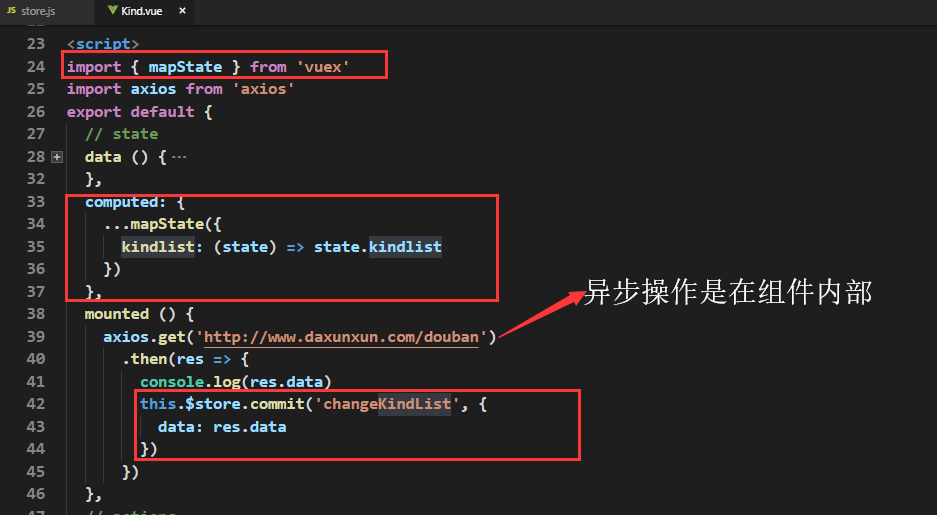 JS store.js Kind.vue ×
23 <script>
24 import { mapState } from 'vuex'
25 import axios from 'axios'
26 export default {
27 // state
28 data () { ···
32 },
33 computed: {
34 ...mapState({
35 kindlist: (state) => state.kindlist
36 })
37 },
异步操作是在组件内部
38 mounted () {
39 axios.get('http://www.daxunxun.com/douban')
40 .then(res => {
41 console.log(res.data)
42 this.$store.commit('changeKindList', {
43 data: res.data
44 })
45 })
46 },